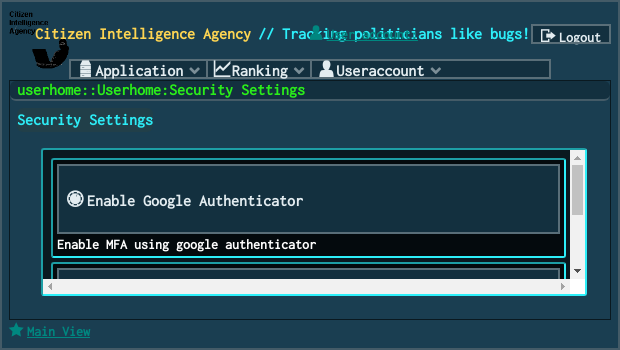 Citizen
Intelligence
Agency
Citizen Intelligence Agency // Tracking politicians like bugs!
Logout
Application
Ranking
Useraccount
userhome::Userhome:Security Settings
Security Settings
Enable Google Authenticator
Enable MFA using google authenticator
Main View